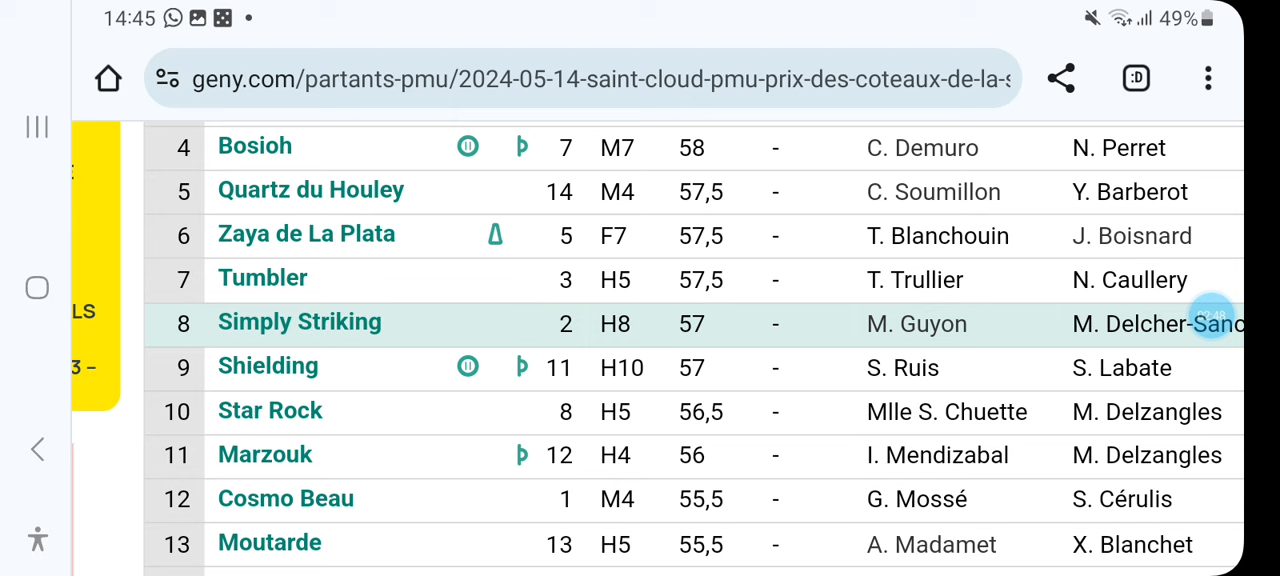 14:45 49%
geny.com/partants-pmu/2024-05-14-saint-cloud-pmu-prix-des-coteaux-de-la-s
4 Bosioh 7 M7 58 - C. Demuro N. Perret
5 Quartz du Houley 14 M4 57,5 - C. Soumillon Y. Barberot
6 Zaya de La Plata 5 F7 57,5 - T. Blanchouin J. Boisnard
7 Tumbler 3 H5 57,5 - T. Trullier N. Caullery
LS
8 Simply Striking 2 H8 57 - M. Guyon M. Delcher-Sanc
02:48
3 –
9 Shielding 11 H10 57 - S. Ruis S. Labate
10 Star Rock 8 H5 56,5 - Mlle S. Chuette M. Delzangles
11 Marzouk 12 H4 56 - I. Mendizabal M. Delzangles
12 Cosmo Beau 1 M4 55,5 - G. Mossé S. Cérulis
13 Moutarde 13 H5 55,5 - A. Madamet X. Blanchet